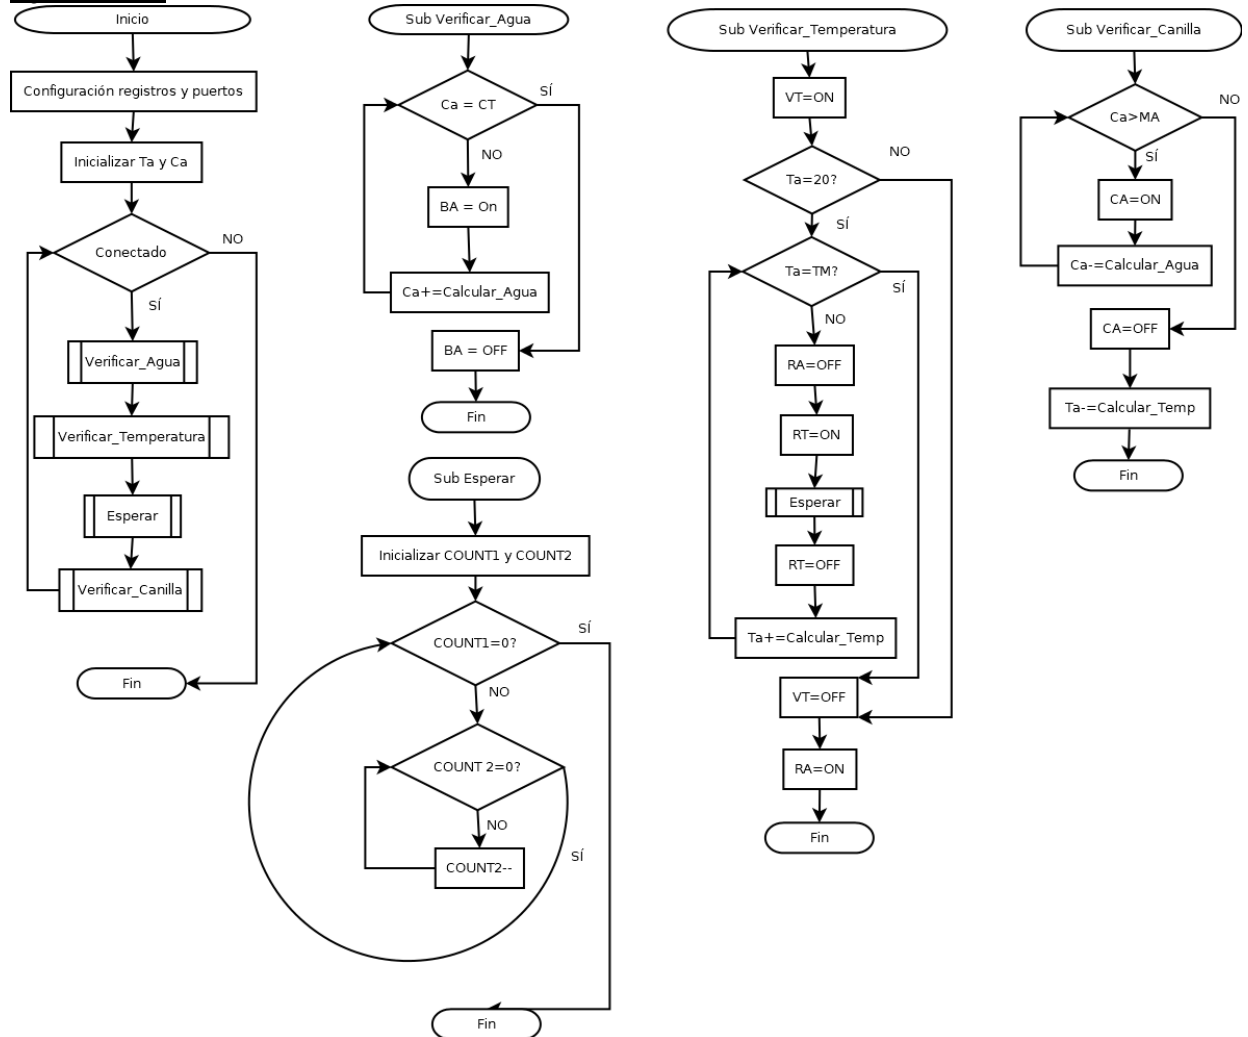 Inicio
Configuración registros y puertos
Inicializar Ta y Ca
Conectado
NO
SÍ
Verificar_Agua
Verificar_Temperatura
Esperar
Verificar_Canilla
Fin
Sub Verificar_Agua
Ca = CT
SÍ
NO
BA = On
Ca+=Calcular_Agua
BA = OFF
Fin
Sub Esperar
Inicializar COUNT1 y COUNT2
COUNT1=0?
SÍ
NO
COUNT 2=0?
NO
SÍ
COUNT2--
Fin
Sub Verificar_Temperatura
VT=ON
NO
Ta=20?
SÍ
Ta=TM?
SÍ
NO
RA=OFF
RT=ON
Esperar
RT=OFF
Ta+=Calcular_Temp
VT=OFF
RA=ON
Fin
Sub Verificar_Canilla
NO
Ca>MA
SÍ
CA=ON
Ca-=Calcular_Agua
CA=OFF
Ta-=Calcular_Temp
Fin